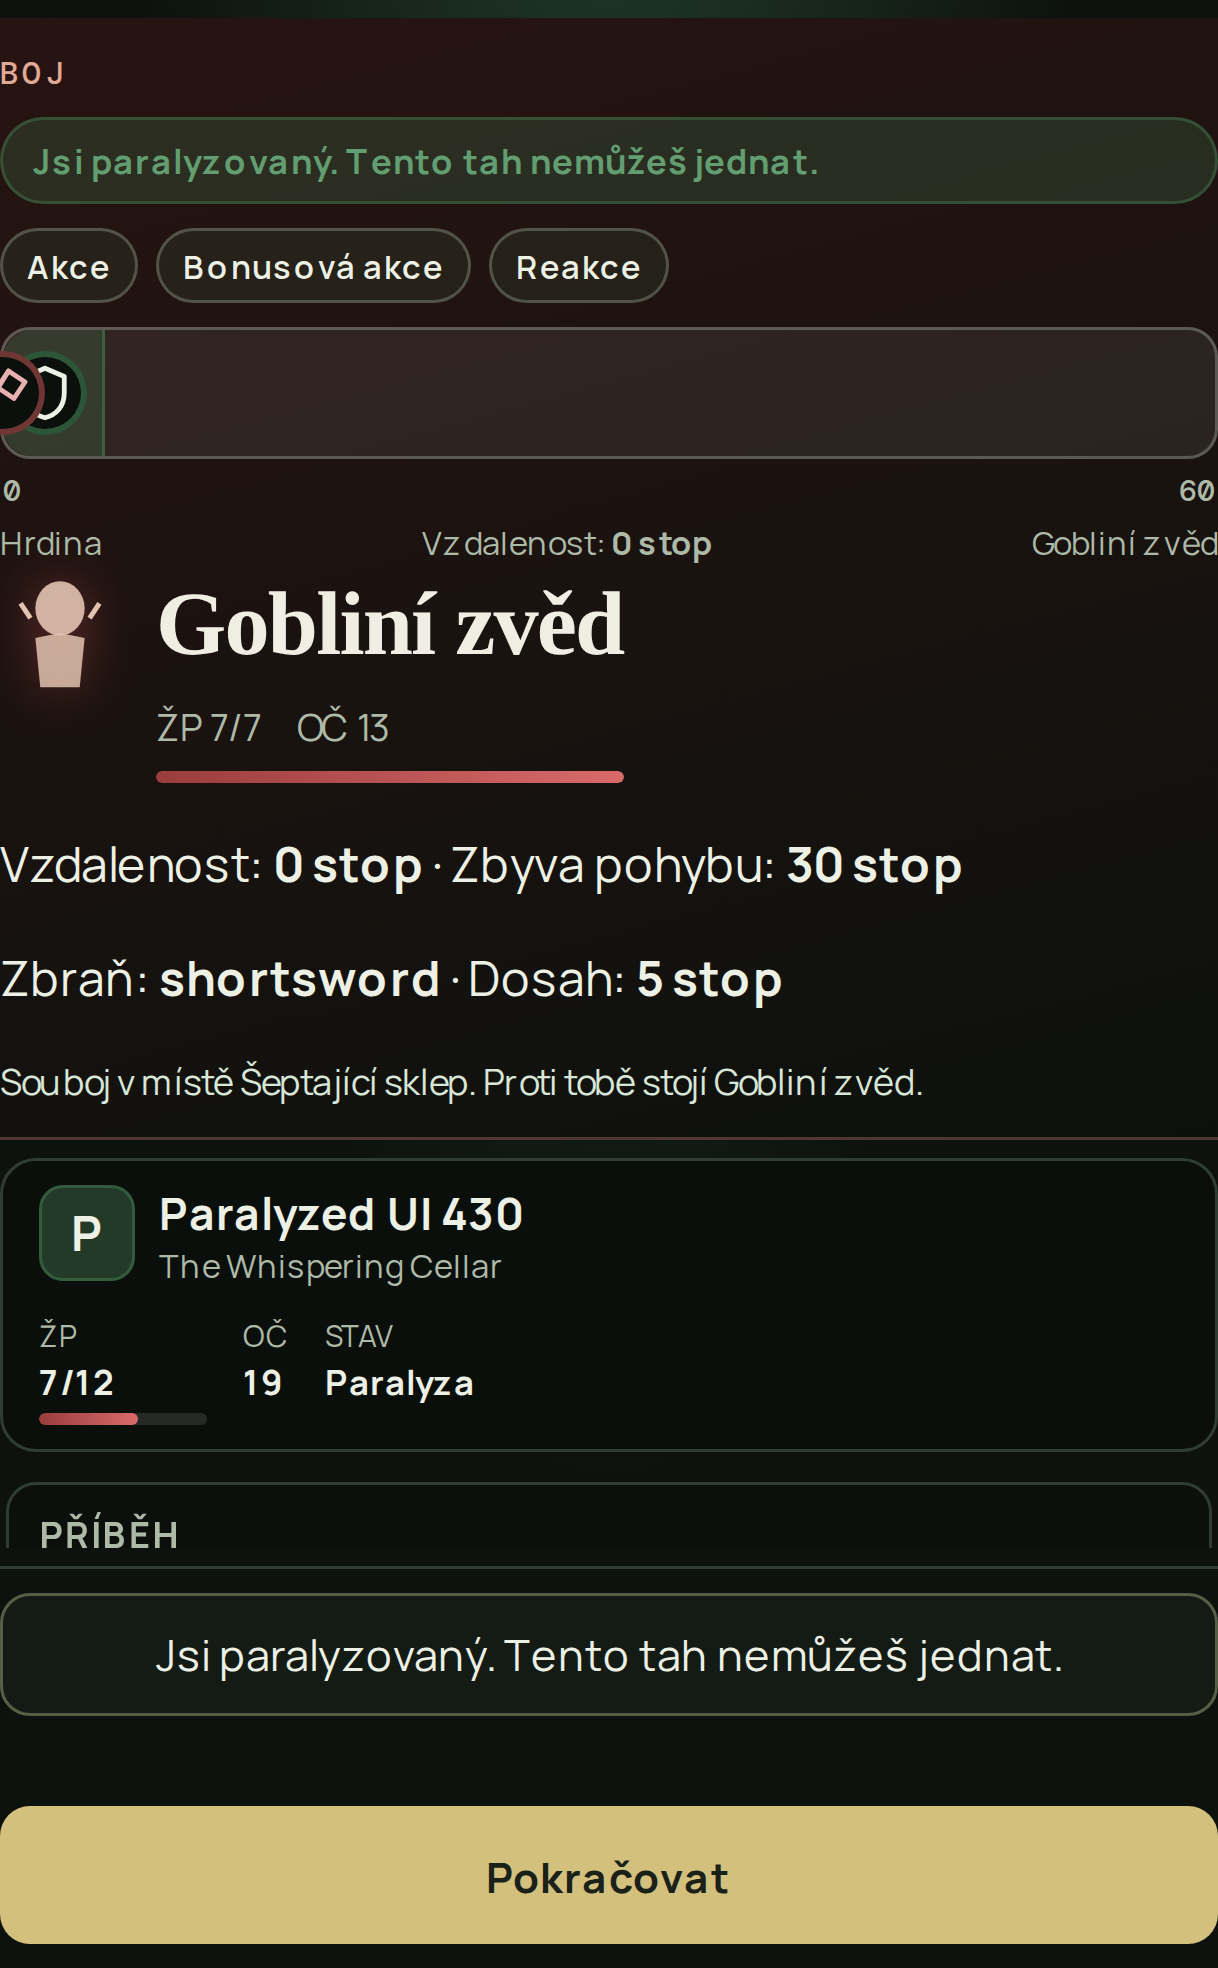 BOJ
Jsi paralyzovaný. Tento tah nemůžeš jednat.
Akce Bonusová akce Reakce
0 60
Hrdina Vzdalenost: 0 stop Gobliní zvěd
Gobliní zvěd
ŽP 7/7 OČ 13
Vzdalenost: 0 stop · Zbyva pohybu: 30 stop
Zbraň: shortsword · Dosah: 5 stop
Souboj v místě Šeptající sklep. Proti tobě stojí Gobliní zvěd.
P Paralyzed UI 430
The Whispering Cellar
ŽP OČ STAV
7/12 19 Paralyza
PŘÍBĚH
Jsi paralyzovaný. Tento tah nemůžeš jednat.
Pokračovat